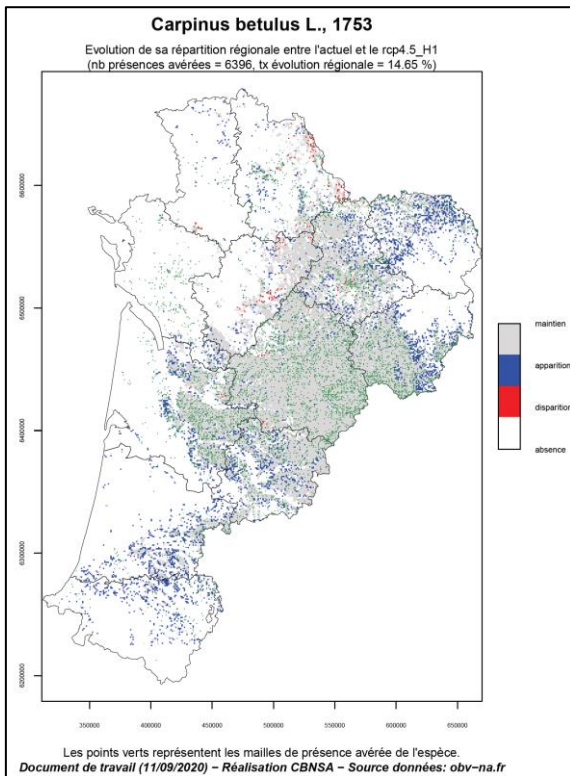 Carpinus betulus L., 1753
Evolution de sa répartition régionale entre l'actuel et le rcp4.5_H1
(nb présences avérées = 6396, tx évolution régionale = 14.65 %)
6600000
6500000
6400000
6300000
6200000
maintien
apparition
disparition
absence
350000 400000 450000 500000 550000 600000 650000
Les points verts représentent les mailles de présence avérée de l'espèce.
Document de travail (11/09/2020) − Réalisation CBNSA − Source données: obv−na.fr